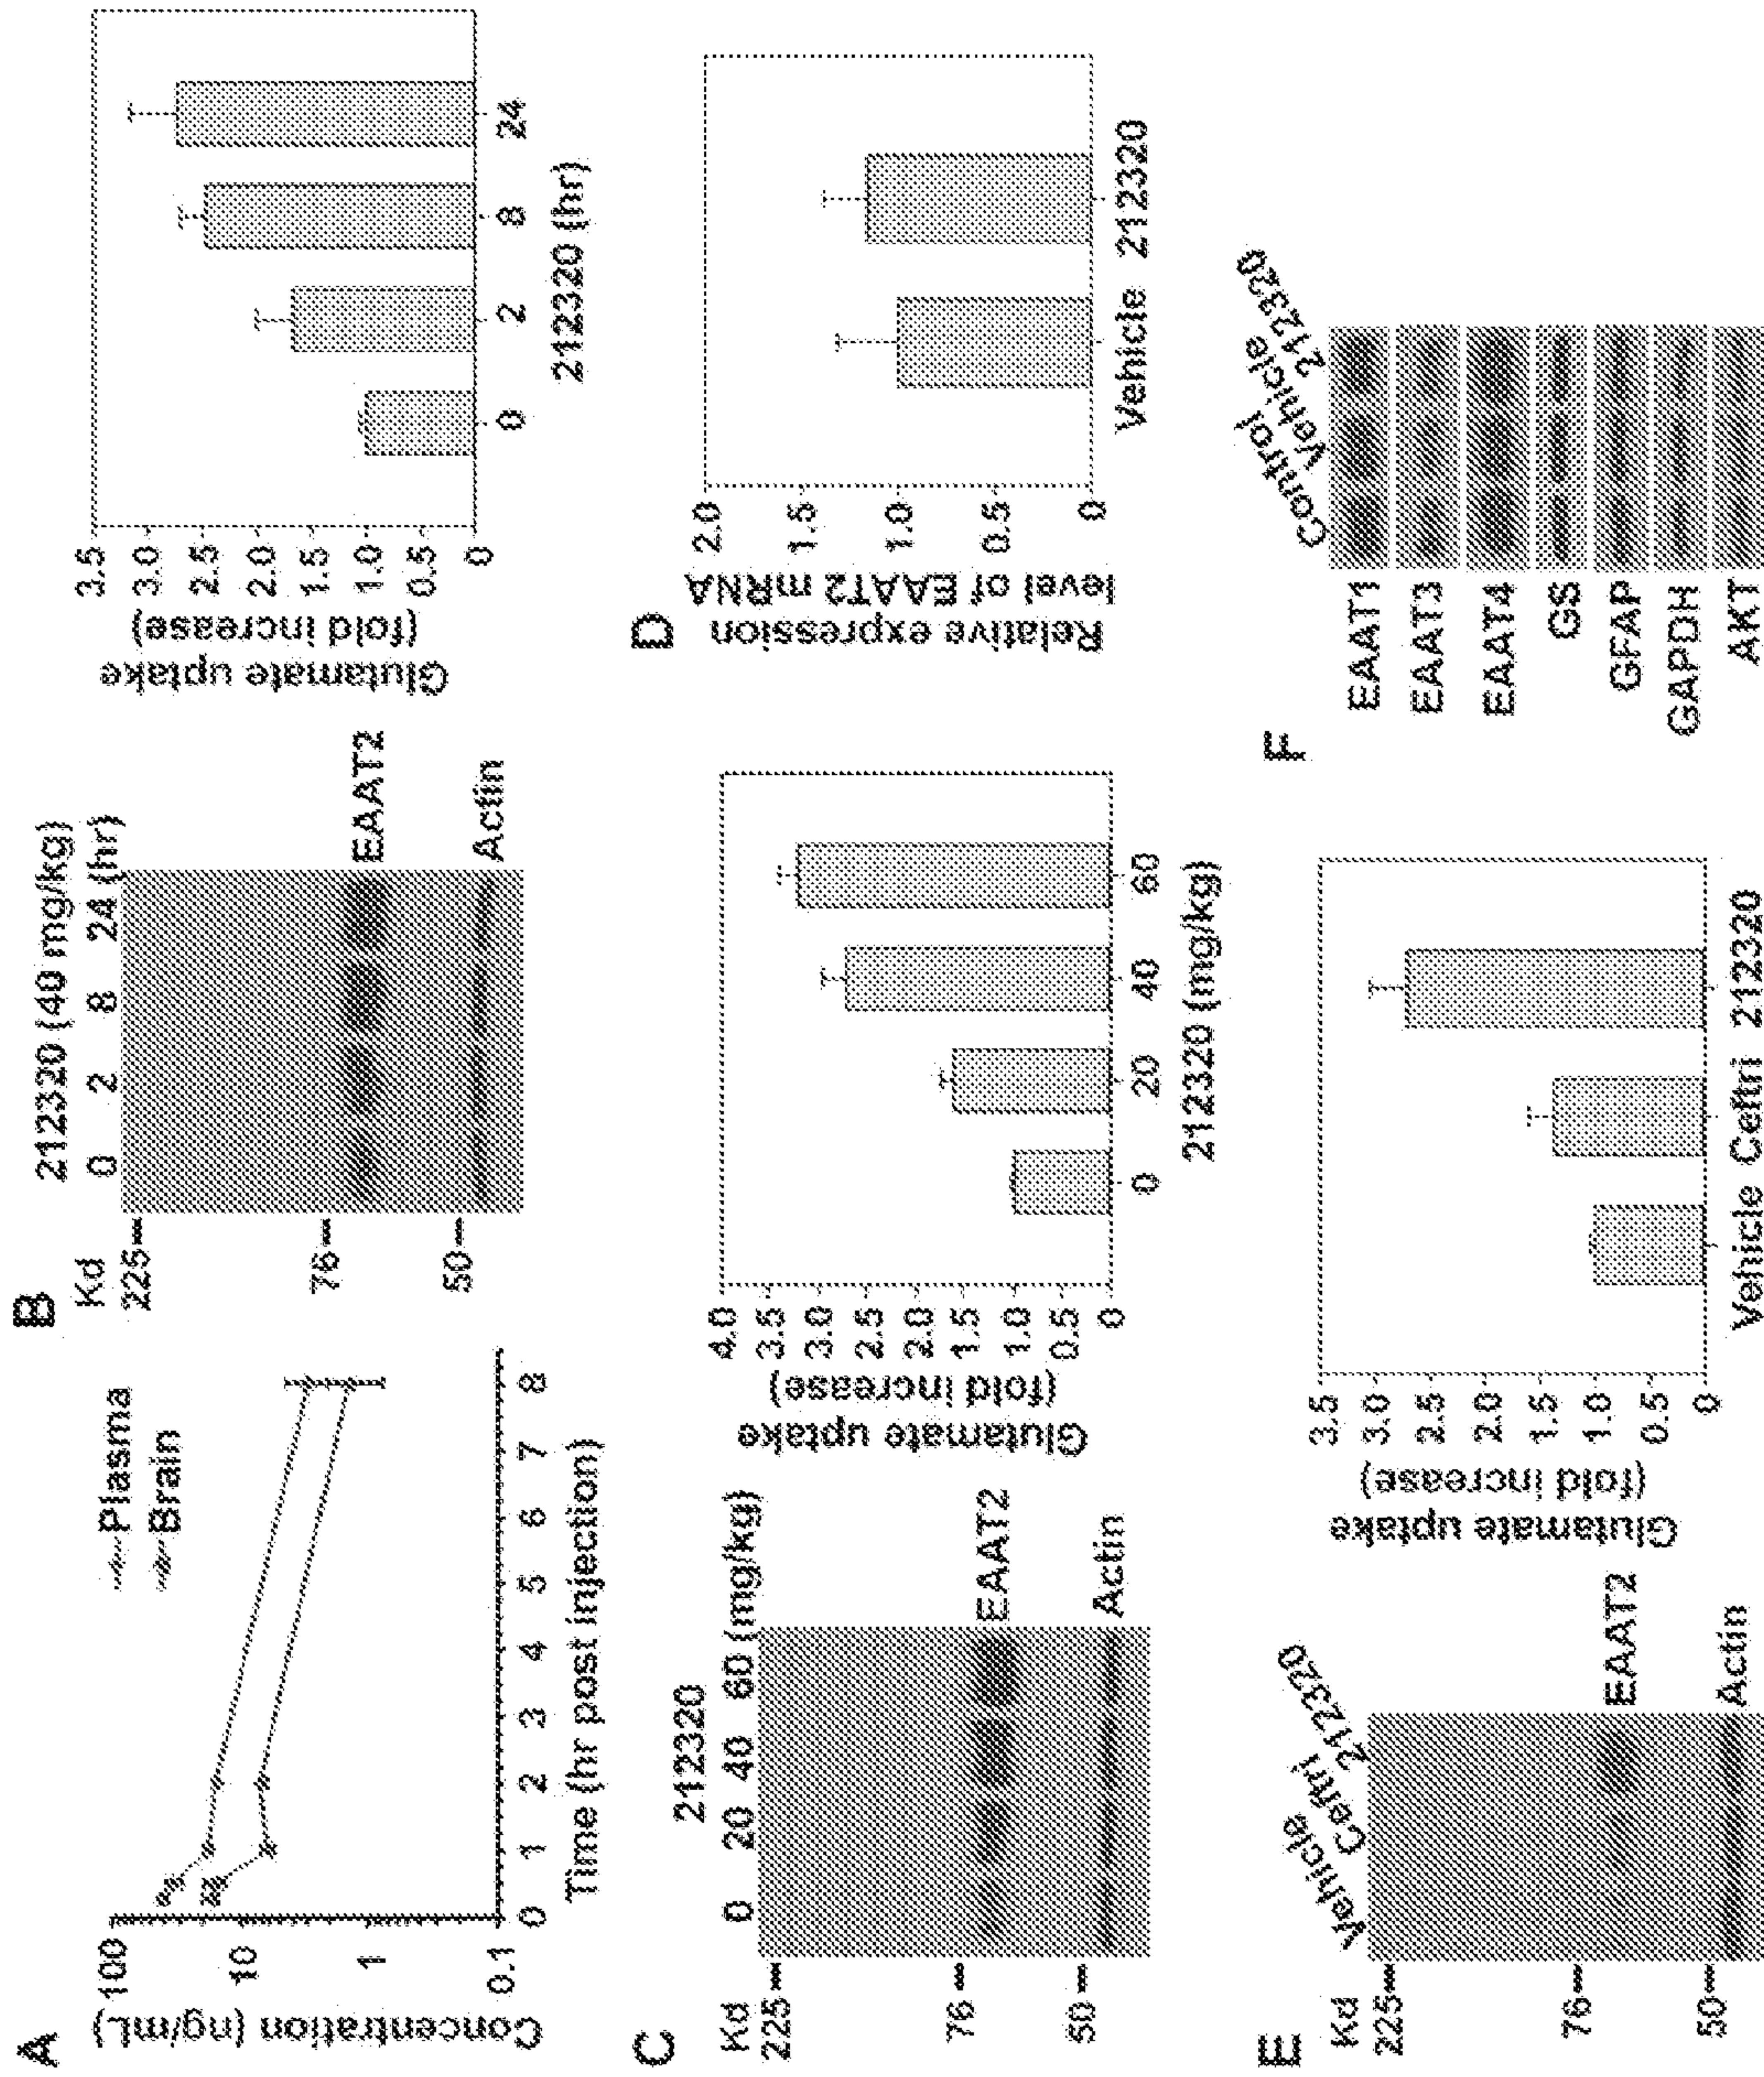 A
Concentration (ng/mL)
100
10
1
0.1
0 1 2 3 4 5 6 7 8
Time (hr post injection)
Plasma
Brain
B
212320 (40 mg/kg)
Kd 0 2 8 24 (hr)
225
76
50
EAAT2
Actin
Glutamate uptake
(fold increase)
3.5
3.0
2.5
2.0
1.5
1.0
0.5
0
0 2 8 24
212320 (hr)
C
212320
Kd 0 20 40 60 (mg/kg)
225
76
50
EAAT2
Actin
Glutamate uptake
(fold increase)
4.0
3.5
3.0
2.5
2.0
1.5
1.0
0.5
0
0 20 40 60
212320 (mg/kg)
D
Relative expression
level of EAAT2 mRNA
2.0
1.5
1.0
0.5
0
Vehicle 212320
E
Kd
Vehicle
Ceftri
212320
225
76
50
EAAT2
Actin
Glutamate uptake
(fold increase)
3.5
3.0
2.5
2.0
1.5
1.0
0.5
0
Vehicle Ceftri 212320
F
Control
Vehicle
212320
EAAT1
EAAT3
EAAT4
GS
GFAP
GAPDH
AKT